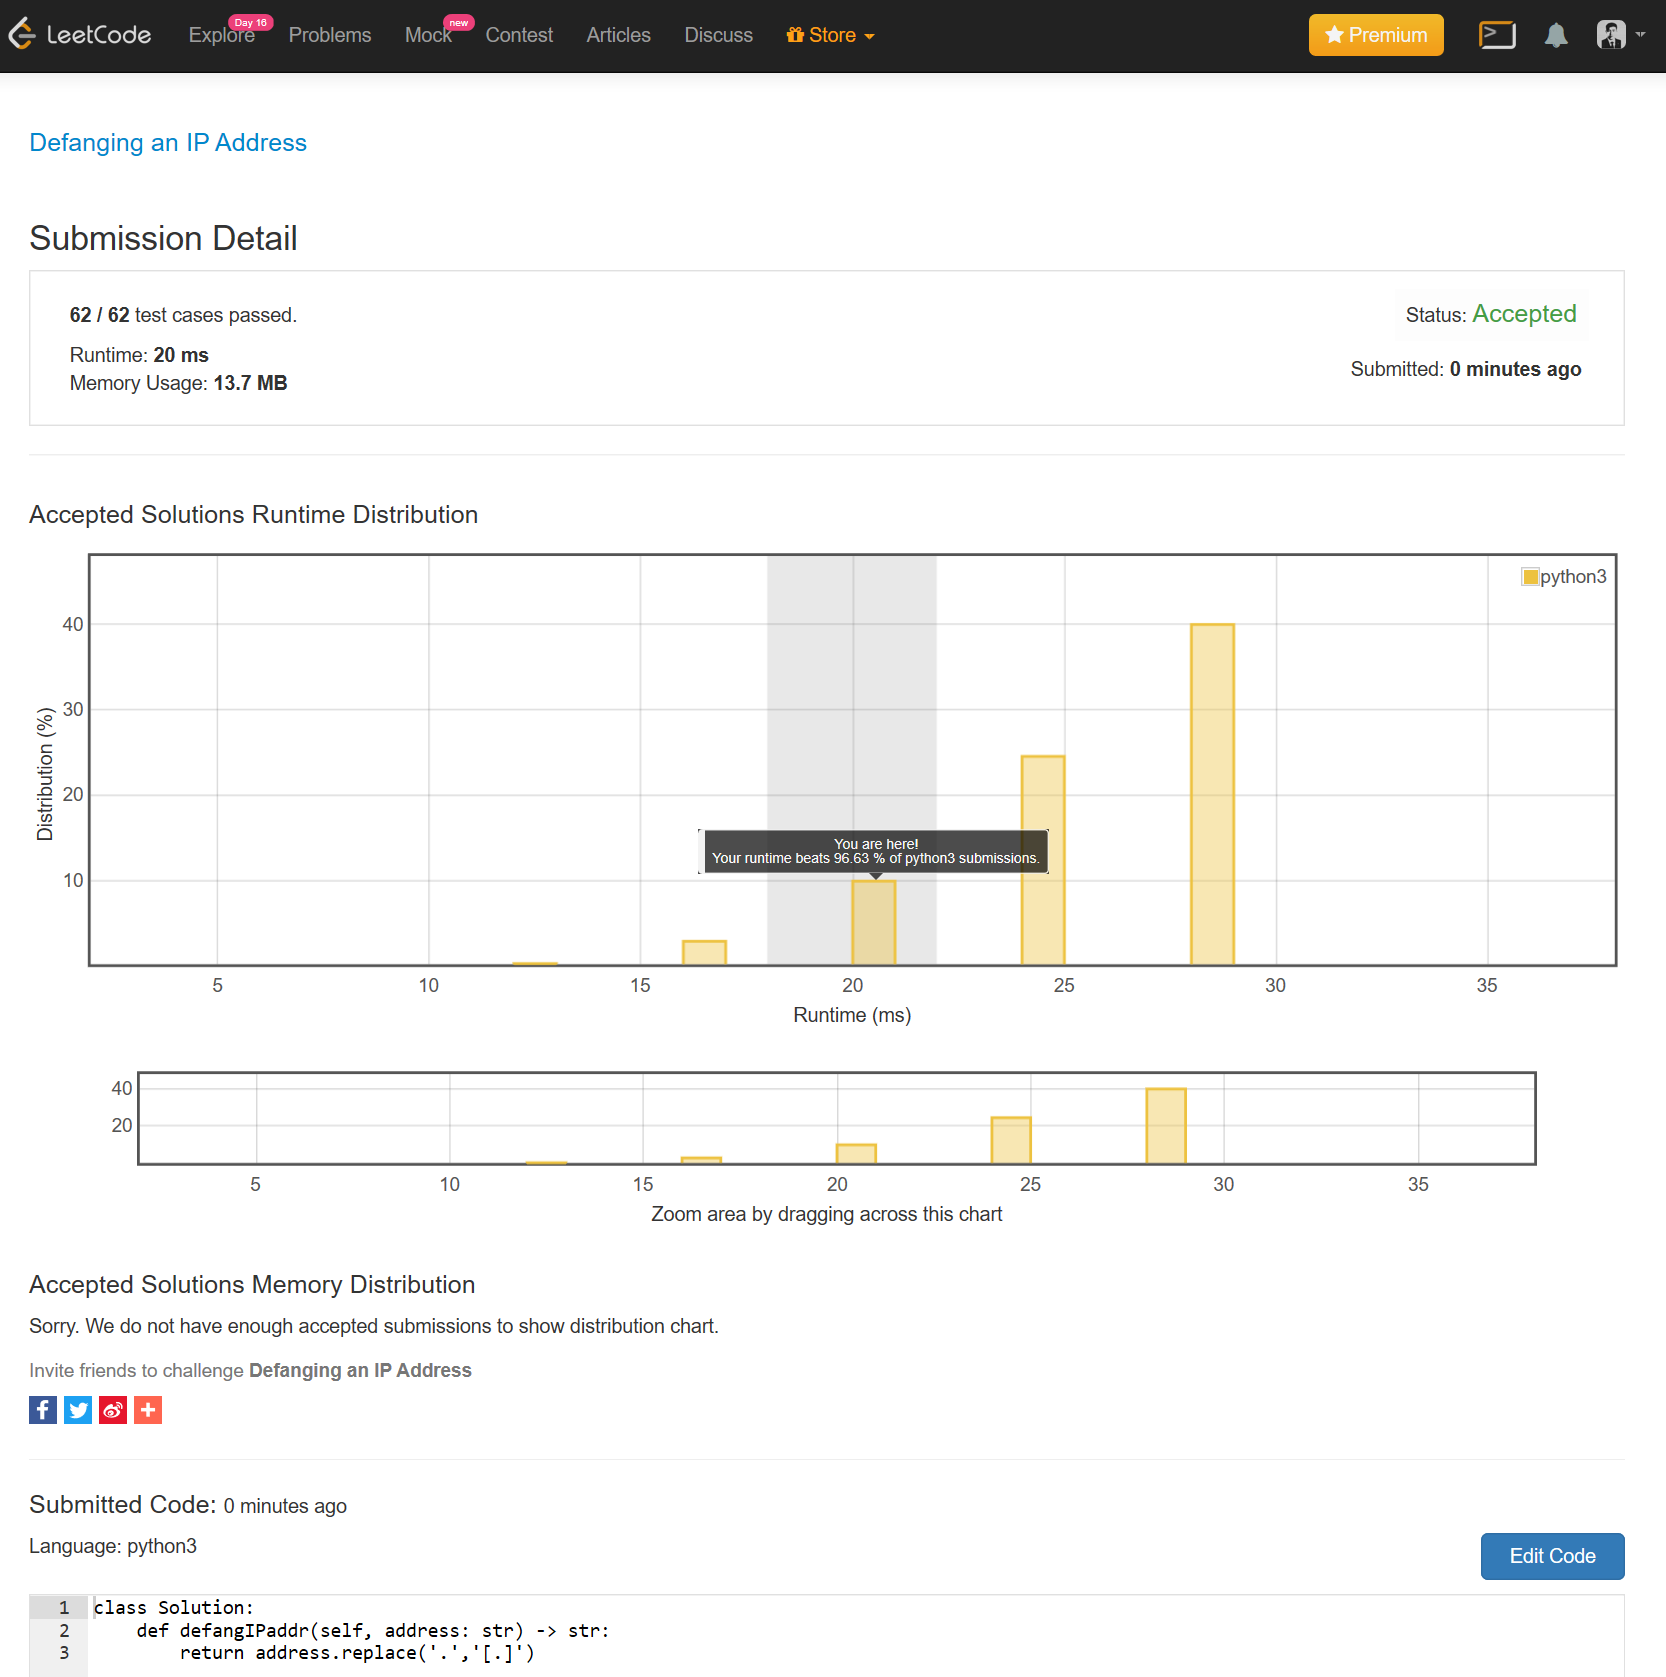 LeetCode Explore Day 16 Problems Mock new Contest Articles Discuss Store Premium
Defanging an IP Address
Submission Detail
62 / 62 test cases passed.
Status: Accepted
Runtime: 20 ms
Submitted: 0 minutes ago
Memory Usage: 13.7 MB
Accepted Solutions Runtime Distribution
python3
40
30
20
10
Distribution (%)
You are here!
Your runtime beats 96.63 % of python3 submissions.
5 10 15 20 25 30 35
Runtime (ms)
40
20
5 10 15 20 25 30 35
Zoom area by dragging across this chart
Accepted Solutions Memory Distribution
Sorry. We do not have enough accepted submissions to show distribution chart.
Invite friends to challenge Defanging an IP Address
Submitted Code: 0 minutes ago
Language: python3
Edit Code
1 class Solution:
2     def defangIPaddr(self, address: str) -> str:
3         return address.replace('.','[.]')